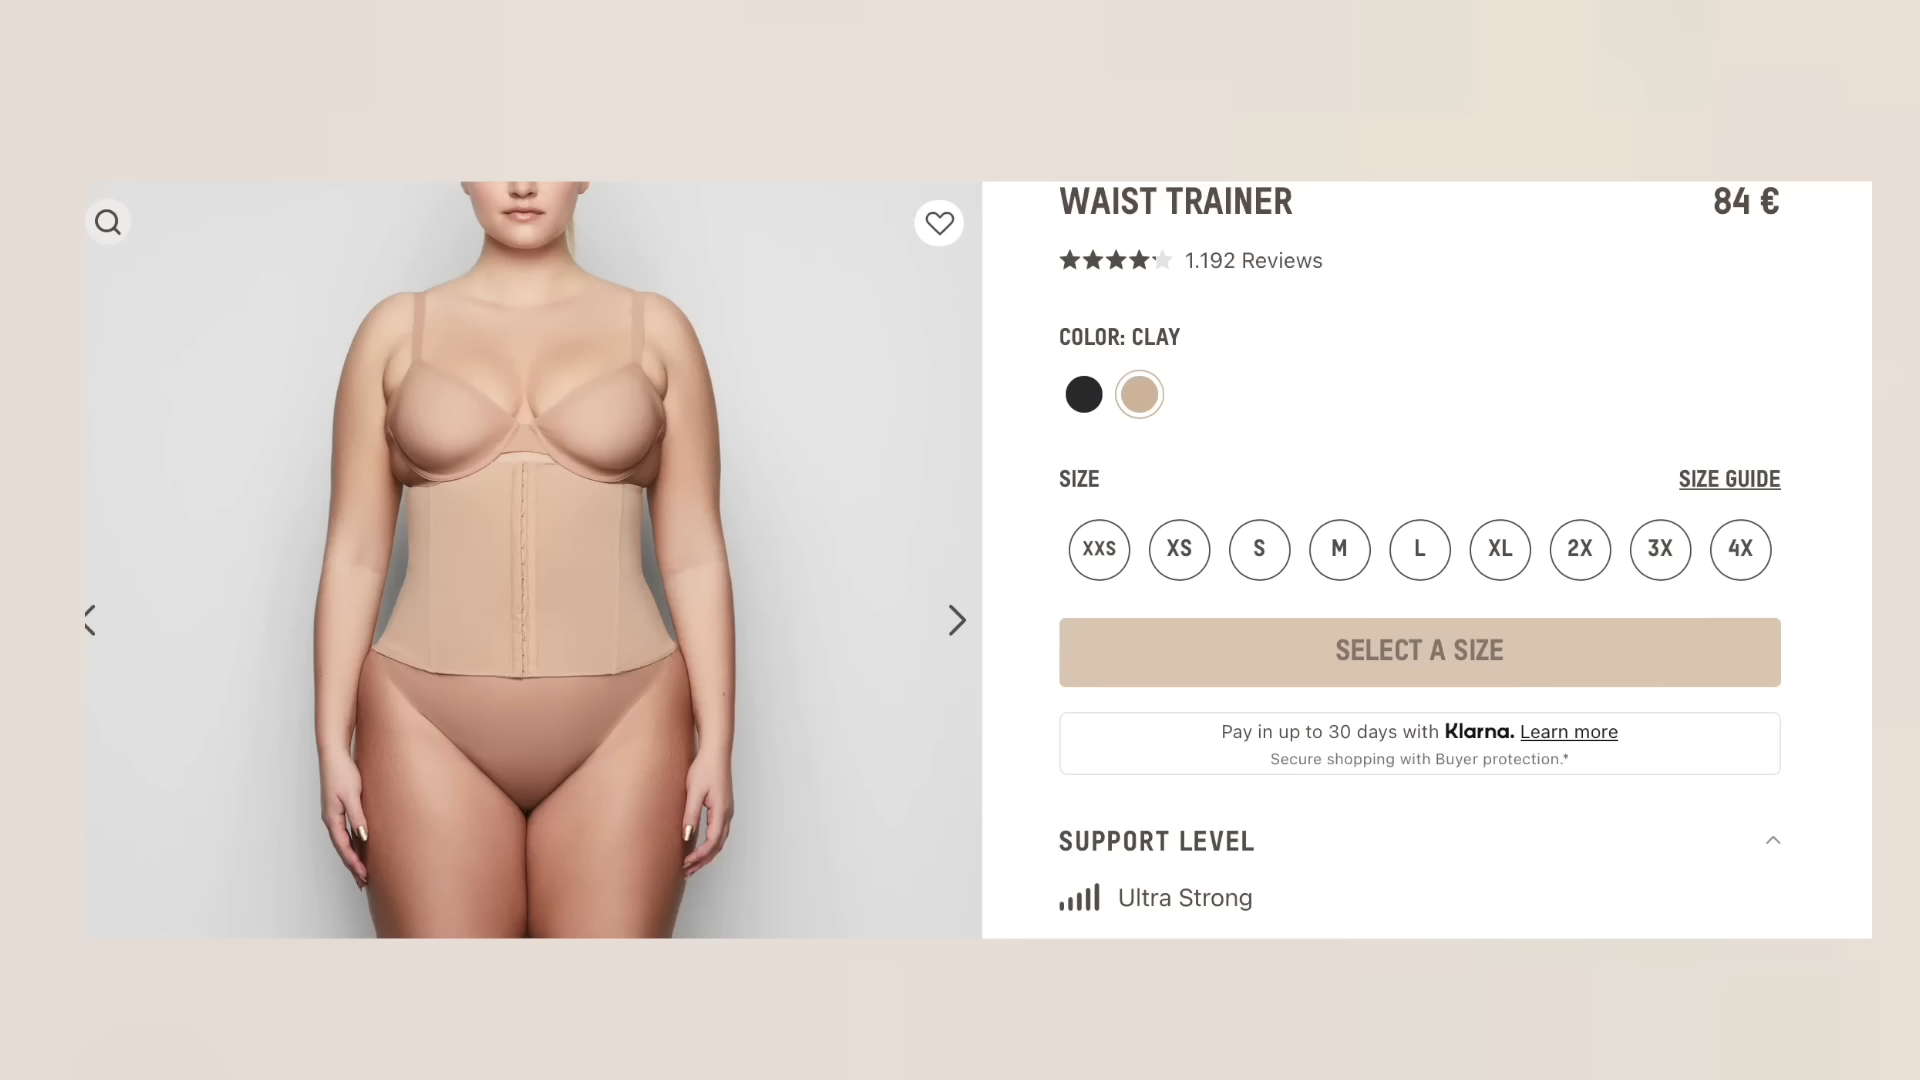 WAIST TRAINER
84 €
1.192 Reviews
COLOR: CLAY
SIZE
SIZE GUIDE
XXS XS S M L XL 2X 3X 4X
SELECT A SIZE
Pay in up to 30 days with Klarna. Learn more
Secure shopping with Buyer protection.*
SUPPORT LEVEL
Ultra Strong